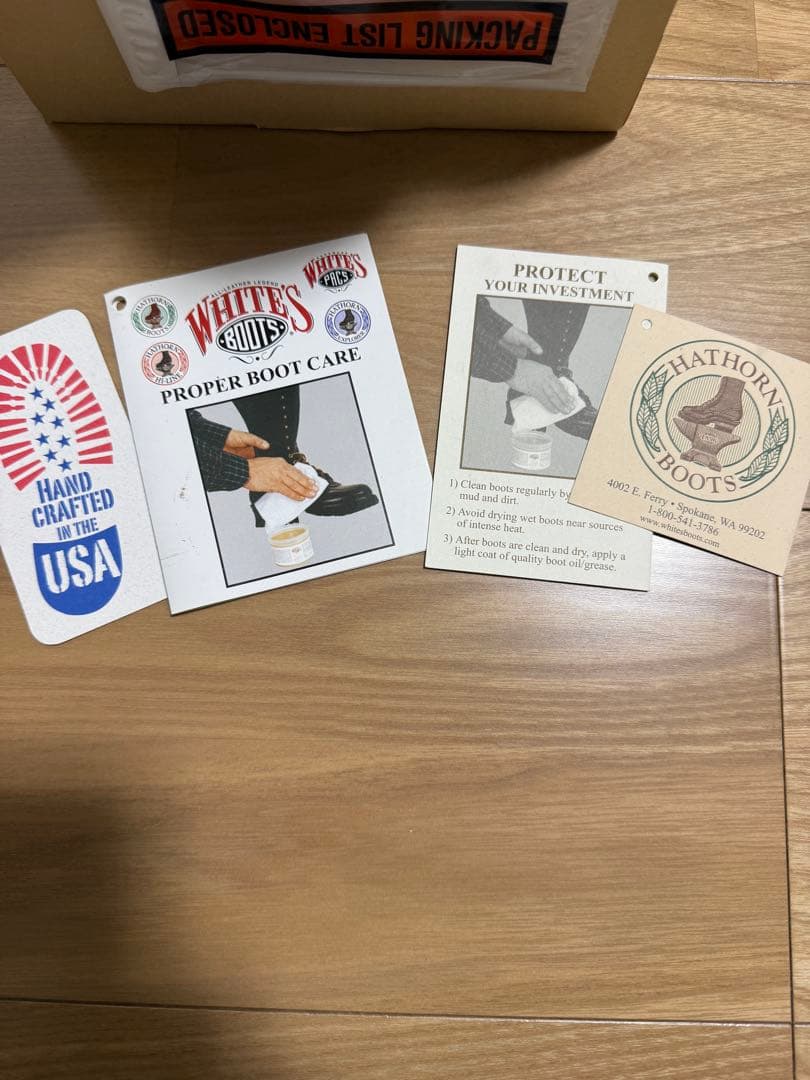 PACKING LIST ENCLOSED
HAND
CRAFTED
IN THE
USA
HATHORN
BOOTS
HATHORN
HI-LINE
ALL-LEATHER LEGEND
WHITE'S
BOOTS
WHITE'S
PACS
HATHORN
EXPLORER
PROPER BOOT CARE
PROTECT
YOUR INVESTMENT
1) Clean boots regularly by
mud and dirt.
2) Avoid drying wet boots near sources
of intense heat.
3) After boots are clean and dry, apply a
light coat of quality boot oil/grease.
HATHORN
BOOTS
4002 E. Ferry • Spokane, WA 99202
1-800-541-3786
www.whitesboots.com